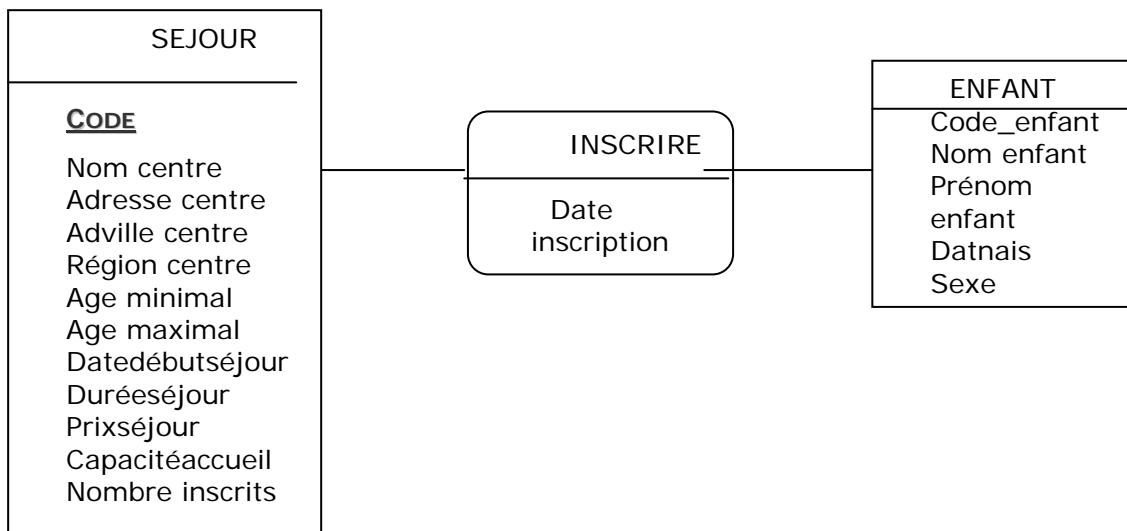 SEJOUR
CODE
Nom centre
Adresse centre
Adville centre
Région centre
Age minimal
Age maximal
Datedébutséjour
Duréeséjour
Prixséjour
Capacitéaccueil
Nombre inscrits
INSCRIRE
Date
inscription
ENFANT
Code_enfant
Nom enfant
Prénom
enfant
Datnais
Sexe